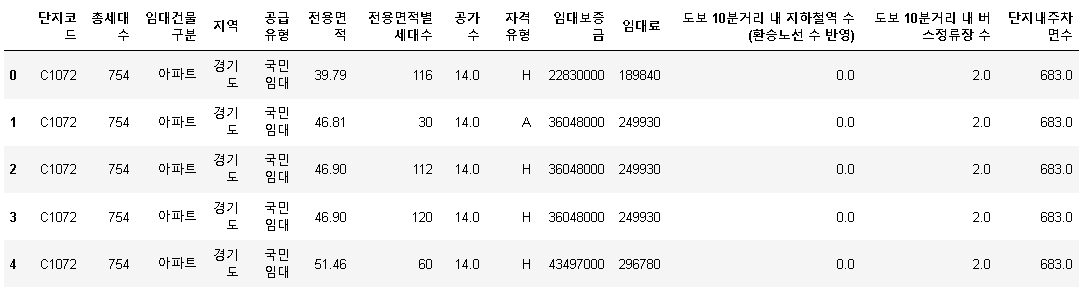 단지코드 총세대수 임대건물구분 지역 공급유형 전용면적 전용면적별세대수 공가수 자격유형 임대보증금 임대료 도보 10분거리 내 지하철역 수(환승노선 수 반영) 도보 10분거리 내 버스정류장 수 단지내주차면수
0 C1072 754 아파트 경기도 국민임대 39.79 116 14.0 H 22830000 189840 0.0 2.0 683.0
1 C1072 754 아파트 경기도 국민임대 46.81 30 14.0 A 36048000 249930 0.0 2.0 683.0
2 C1072 754 아파트 경기도 국민임대 46.90 112 14.0 H 36048000 249930 0.0 2.0 683.0
3 C1072 754 아파트 경기도 국민임대 46.90 120 14.0 H 36048000 249930 0.0 2.0 683.0
4 C1072 754 아파트 경기도 국민임대 51.46 60 14.0 H 43497000 296780 0.0 2.0 683.0